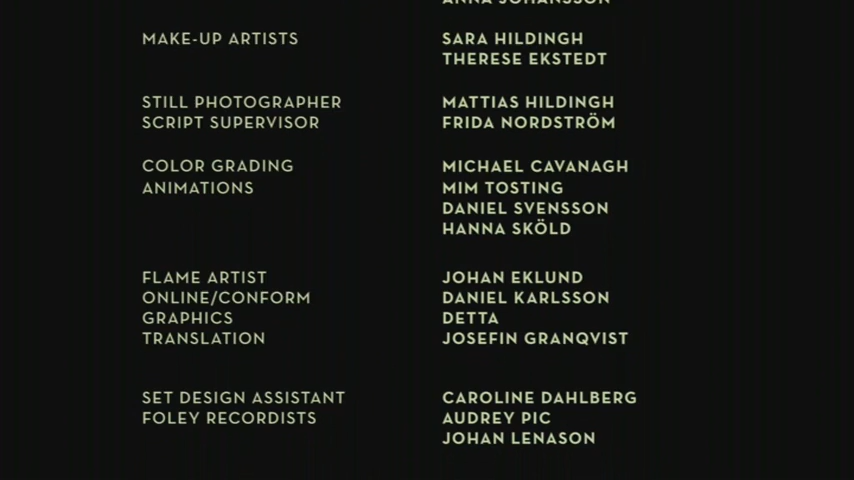 ANNA JOHANSSON
MAKE-UP ARTISTS SARA HILDINGH
THERESE EKSTEDT
STILL PHOTOGRAPHER MATTIAS HILDINGH
SCRIPT SUPERVISOR FRIDA NORDSTRÖM
COLOR GRADING MICHAEL CAVANAGH
ANIMATIONS MIM TOSTING
DANIEL SVENSSON
HANNA SKÖLD
FLAME ARTIST JOHAN EKLUND
ONLINE/CONFORM DANIEL KARLSSON
GRAPHICS DETTA
TRANSLATION JOSEFIN GRANQVIST
SET DESIGN ASSISTANT CAROLINE DAHLBERG
FOLEY RECORDISTS AUDREY PIC
JOHAN LENASON